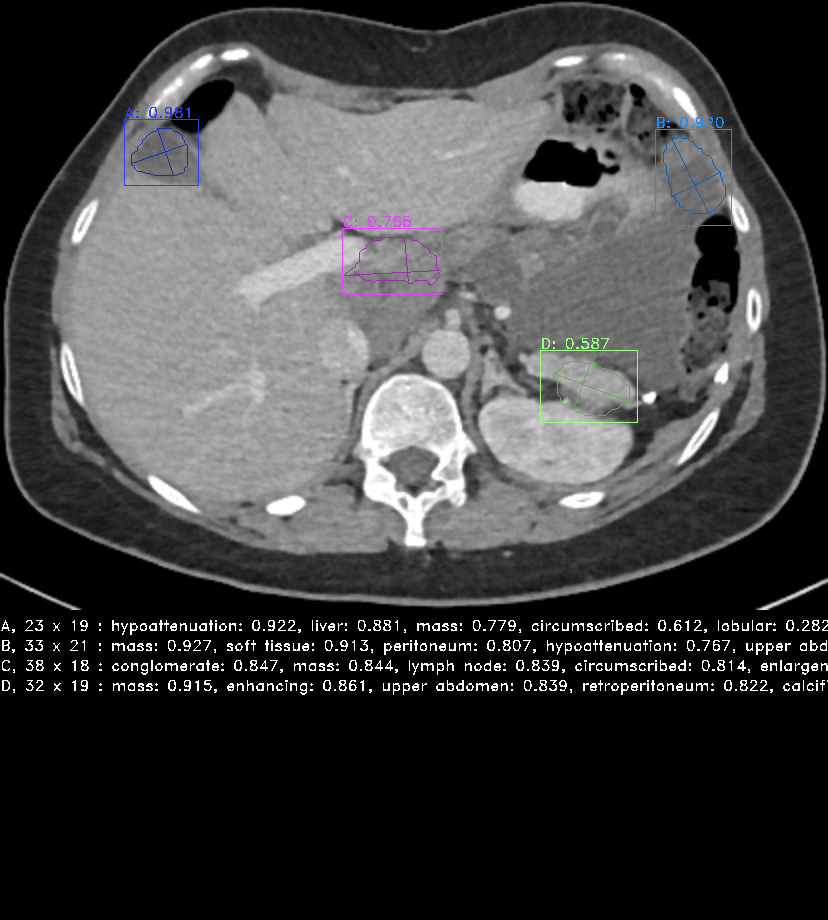 A: 0.981
B: 0.920
C: 0.765
D: 0.587
A, 23 x 19 : hypoattenuation: 0.922, liver: 0.881, mass: 0.779, circumscribed: 0.612, lobular: 0.282
B, 33 x 21 : mass: 0.927, soft tissue: 0.913, peritoneum: 0.807, hypoattenuation: 0.767, upper abd
C, 38 x 18 : conglomerate: 0.847, mass: 0.844, lymph node: 0.839, circumscribed: 0.814, enlargen
D, 32 x 19 : mass: 0.915, enhancing: 0.861, upper abdomen: 0.839, retroperitoneum: 0.822, calcif